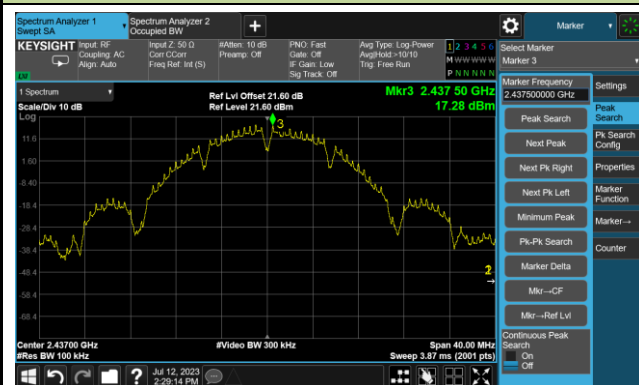 Spectrum Analyzer 1
Swept SA
Spectrum Analyzer 2
Occupied BW
Marker
KEYSIGHT
Input: RF
Coupling: AC
Align: Auto
Input Z: 50 Ω
Corr CCorr
Freq Ref: Int (S)
#Atten: 10 dB
Preamp: Off
PNO: Fast
Gate: Off
IF Gain: Low
Sig Track: Off
Avg Type: Log-Power
Avg|Hold:>10/10
Trig: Free Run
1 2 3 4 5 6
M W W W W W
P N N N N N
LXI
Select Marker
Marker 3
1 Spectrum
Scale/Div 10 dB
Log
Ref Lvl Offset 21.60 dB
Ref Level 21.60 dBm
Mkr3 2.437 50 GHz
17.28 dBm
11.6
1.60
-8.40
-18.4
-28.4
-38.4
-48.4
-58.4
-68.4
3
2
Center 2.43700 GHz
#Res BW 100 kHz
#Video BW 300 kHz
Span 40.00 MHz
Sweep 3.87 ms (2001 pts)
Marker Frequency
2.437500000 GHz
Peak Search
Next Peak
Next Pk Right
Next Pk Left
Minimum Peak
Pk-Pk Search
Marker Delta
Mkr→CF
Mkr→Ref Lvl
Continuous Peak
Search
On
Off
Settings
Peak
Search
Pk Search
Config
Properties
Marker
Function
Marker→
Counter
Jul 12, 2023
2:29:14 PM